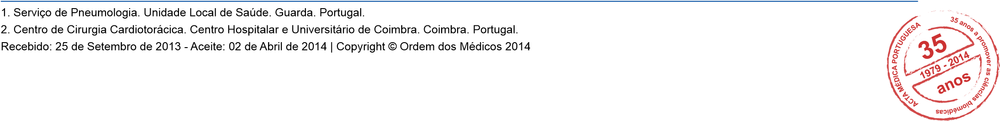 1. Serviço de Pneumologia. Unidade Local de Saúde. Guarda. Portugal.
2. Centro de Cirurgia Cardiotorácica. Centro Hospitalar e Universitário de Coimbra. Coimbra. Portugal.
Recebido: 25 de Setembro de 2013 - Aceite: 02 de Abril de 2014 | Copyright © Ordem dos Médicos 2014
ACTA MÉDICA PORTUGUESA
35 anos a promover as ciências biomédicas
35
1979 - 2014
anos